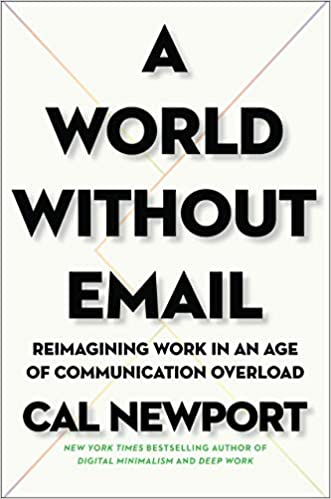 A
WORLD
WITHOUT
EMAIL
REIMAGINING WORK IN AN AGE
OF COMMUNICATION OVERLOAD
CAL NEWPORT
NEW YORK TIMES BESTSELLING AUTHOR OF
DIGITAL MINIMALISM AND DEEP WORK